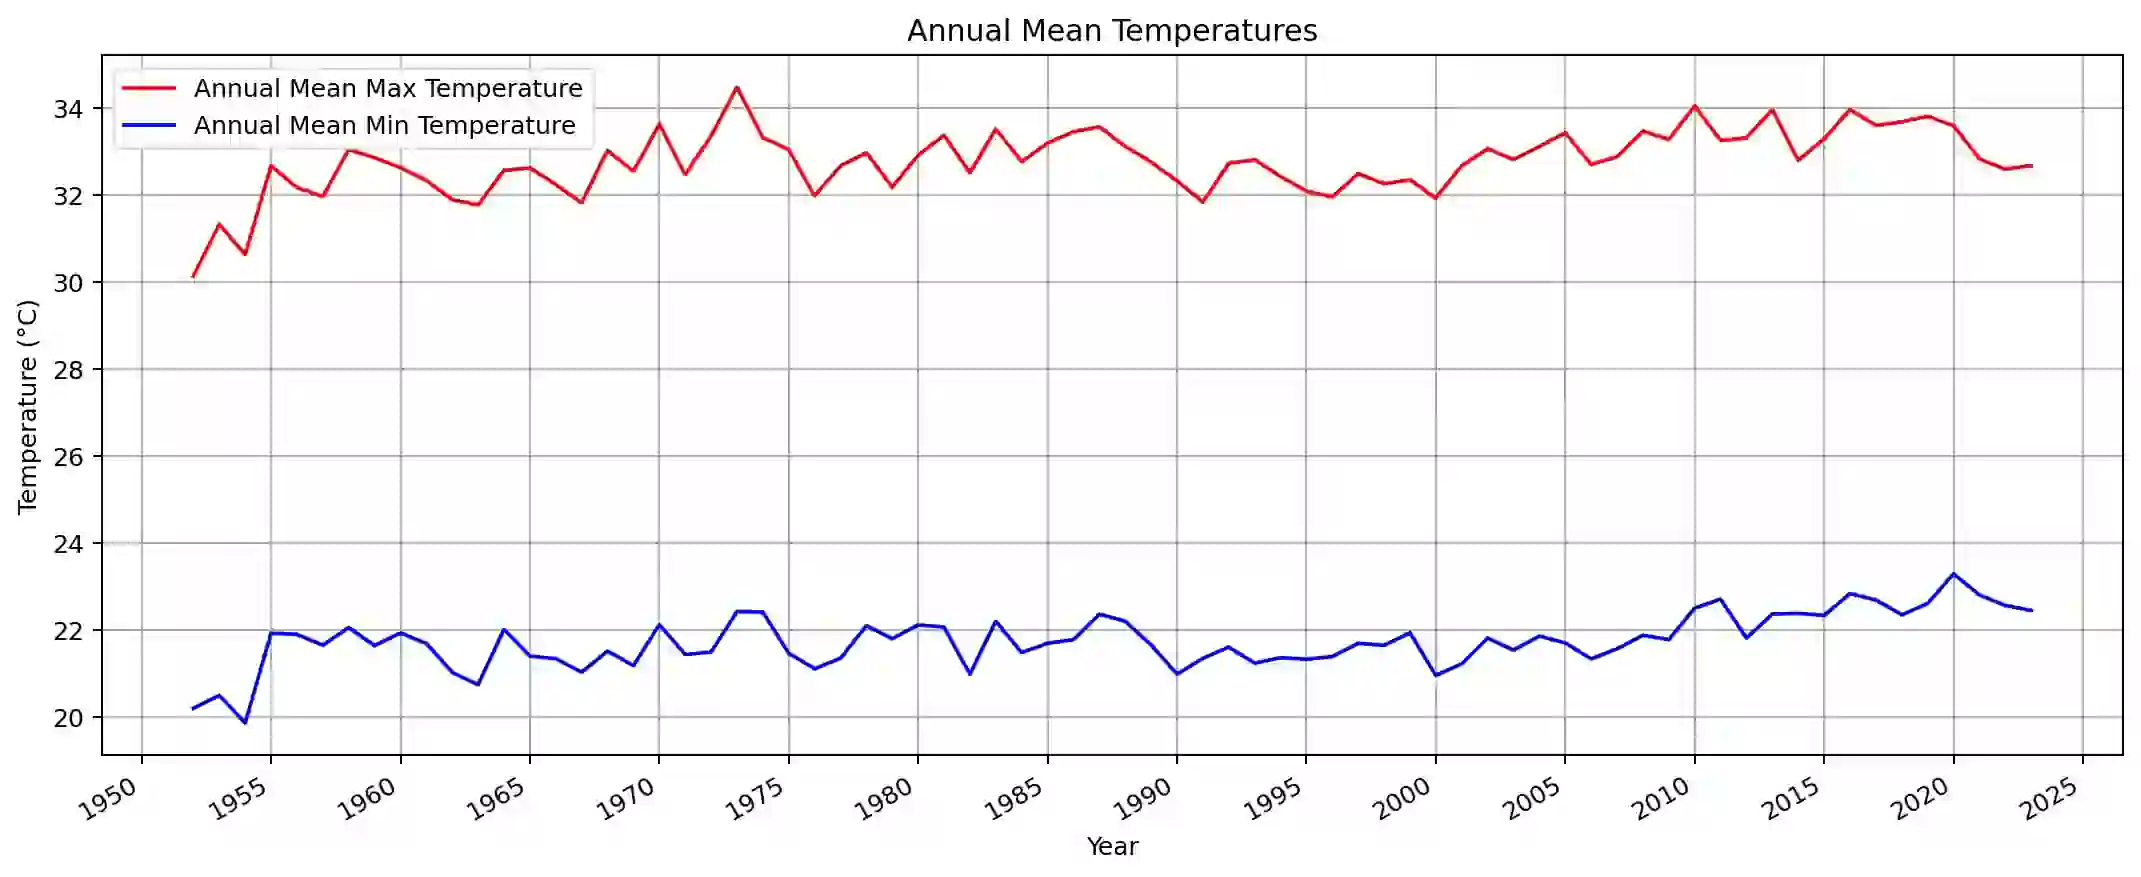 Annual Mean Temperatures
Annual Mean Max Temperature
Annual Mean Min Temperature
34
32
30
28
26
24
22
20
Temperature (°C)
1950 1955 1960 1965 1970 1975 1980 1985 1990 1995 2000 2005 2010 2015 2020 2025
Year